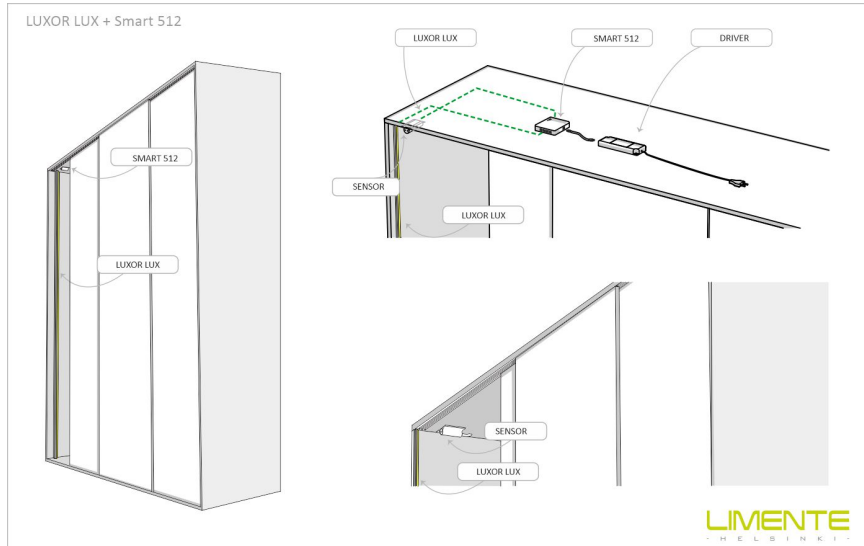 LUXOR LUX + Smart 512
LUXOR LUX
SMART 512
DRIVER
SMART 512
SENSOR
LUXOR LUX
LUXOR LUX
SENSOR
LUXOR LUX
LIMENTE
· HELSINKI ·